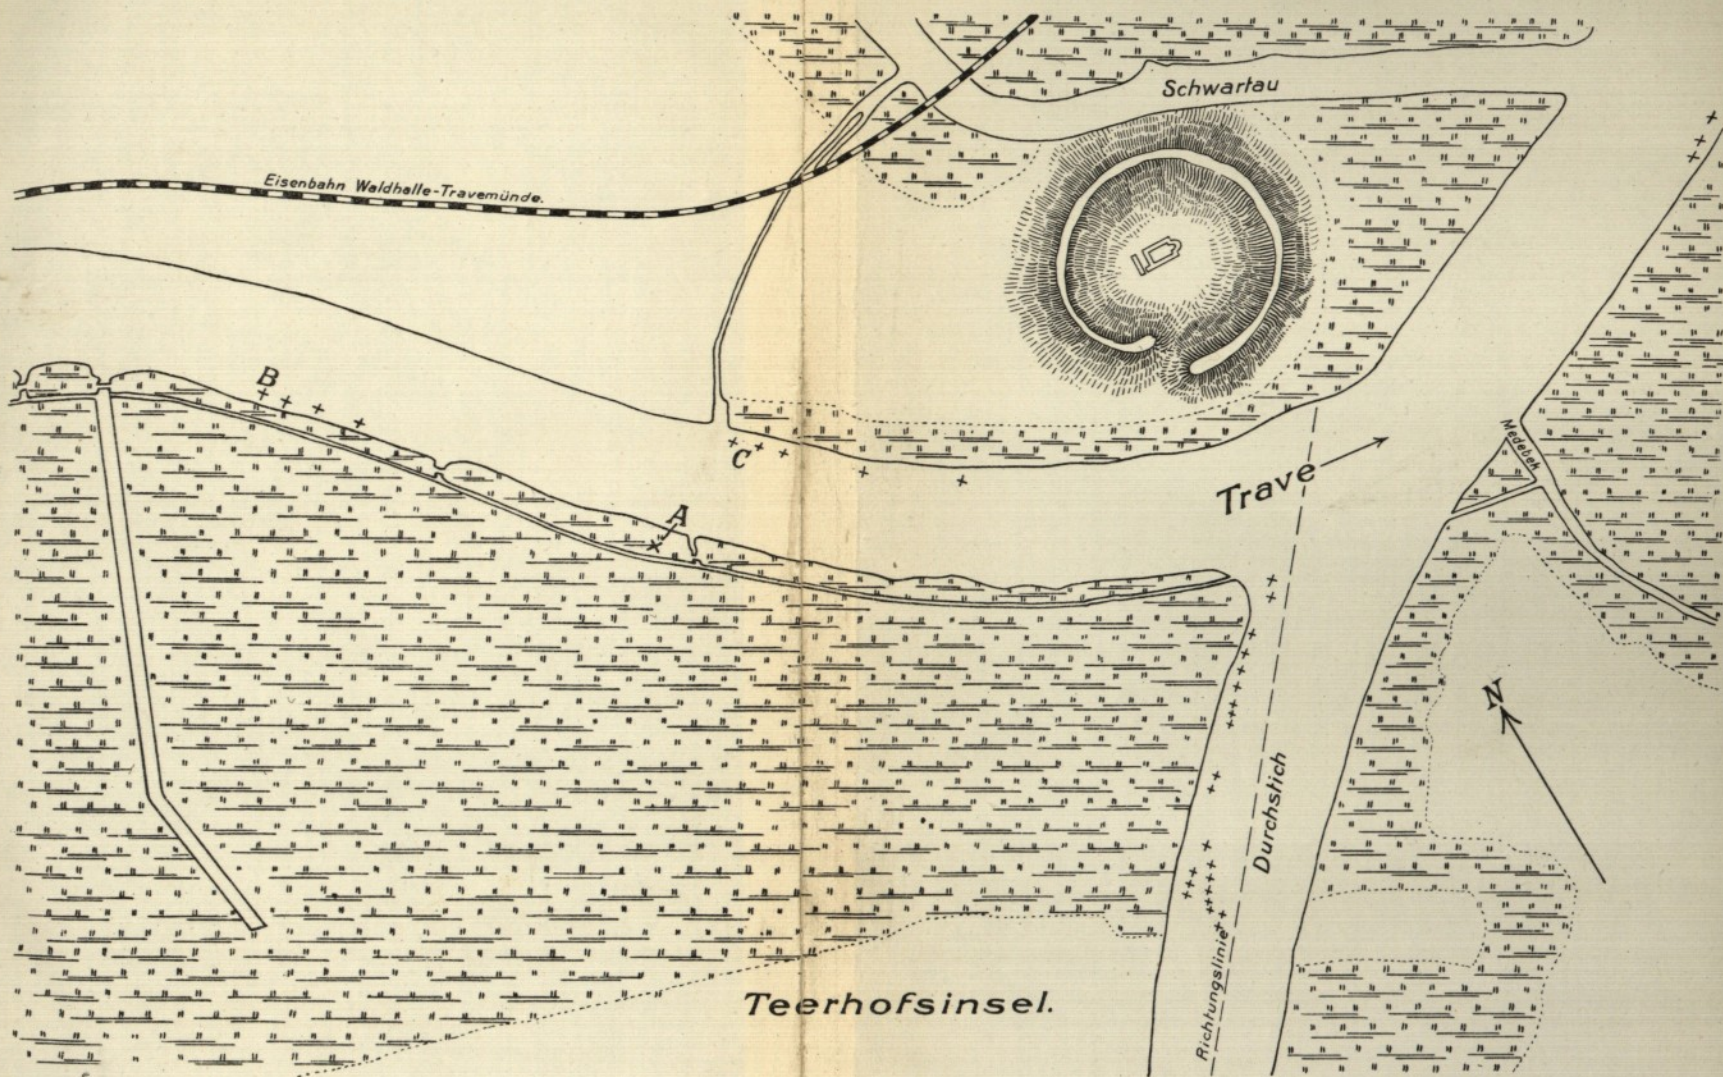 Schwartau
Eisenbahn Waldhalle-Travemünde.
B
C
A
Trave
Medebek
N
Durchstich
Richtungslinie
Teerhofsinsel.